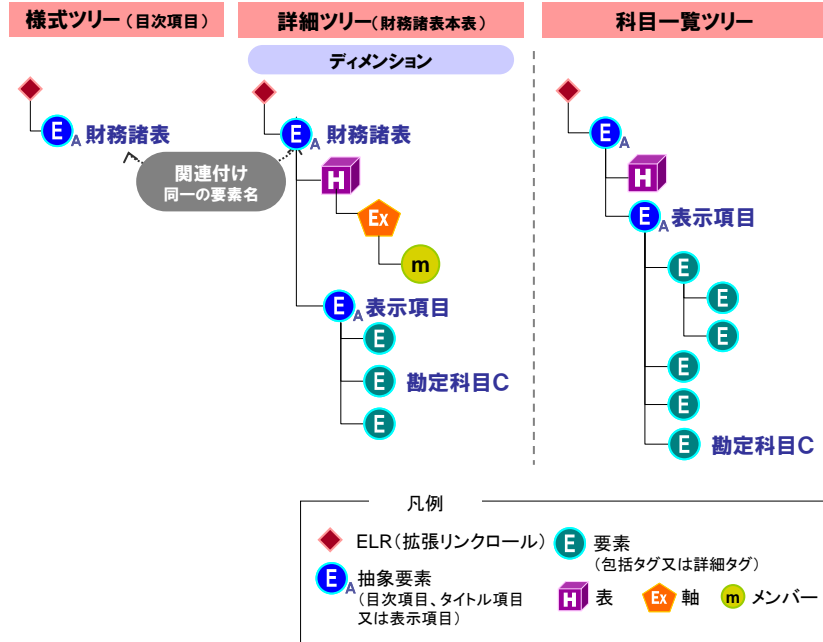 様式ツリー（目次項目）
詳細ツリー（財務諸表本表）
科目一覧ツリー
ディメンション
E A 財務諸表
関連付け
同一の要素名
E A 財務諸表
H
Ex
m
E A 表示項目
E
E 勘定科目C
E
E A
H
E A 表示項目
E
E
E
E
E
E 勘定科目C
凡例
ELR（拡張リンクロール）
E 要素
（包括タグ又は詳細タグ）
E A 抽象要素
（目次項目、タイトル項目
又は表示項目）
H 表
Ex 軸
m メンバー